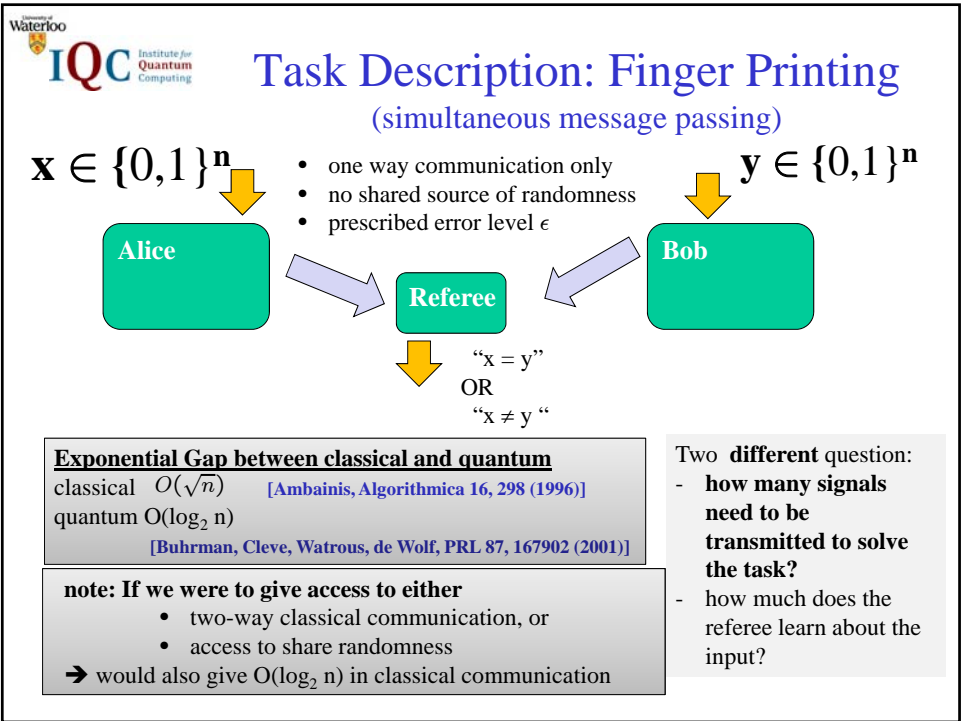 University of
Waterloo
IQC Institute for Quantum Computing
Task Description: Finger Printing
(simultaneous message passing)
x ∈ {0,1}ⁿ
• one way communication only
• no shared source of randomness
• prescribed error level ϵ
y ∈ {0,1}ⁿ
Alice
Bob
Referee
“x = y”
OR
“x ≠ y “
Exponential Gap between classical and quantum
classical O(√n) [Ambainis, Algorithmica 16, 298 (1996)]
quantum O(log₂ n)
[Buhrman, Cleve, Watrous, de Wolf, PRL 87, 167902 (2001)]
note: If we were to give access to either
• two-way classical communication, or
• access to share randomness
➔ would also give O(log₂ n) in classical communication
Two different question:
- how many signals
need to be
transmitted to solve
the task?
- how much does the
referee learn about the
input?